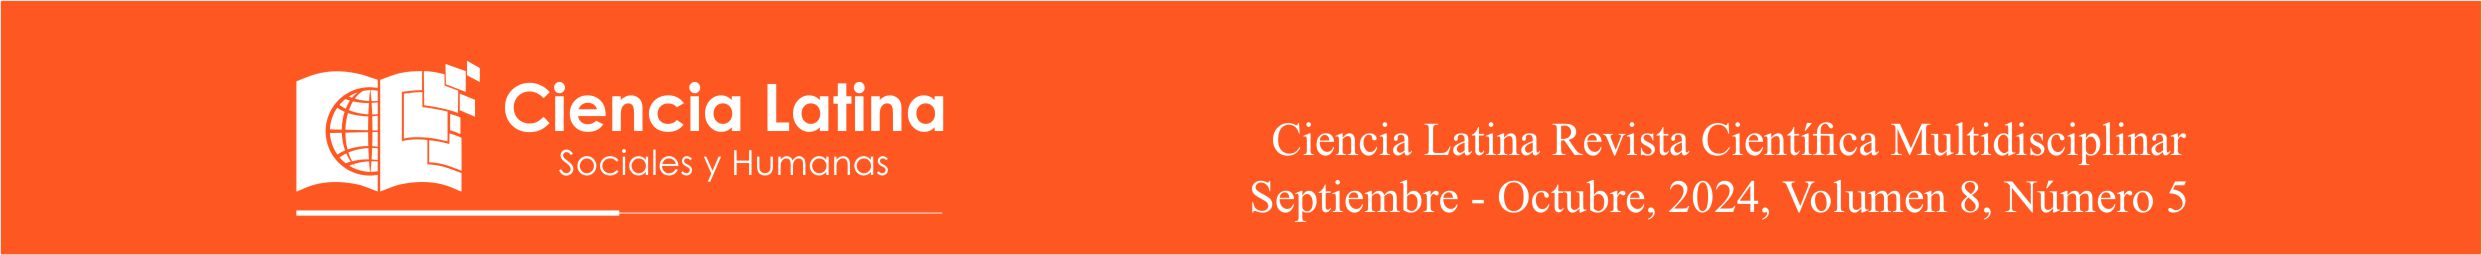 Ciencia Latina
Sociales y Humanas
Ciencia Latina Revista Científica Multidisciplinar
Septiembre - Octubre, 2024, Volumen 8, Número 5